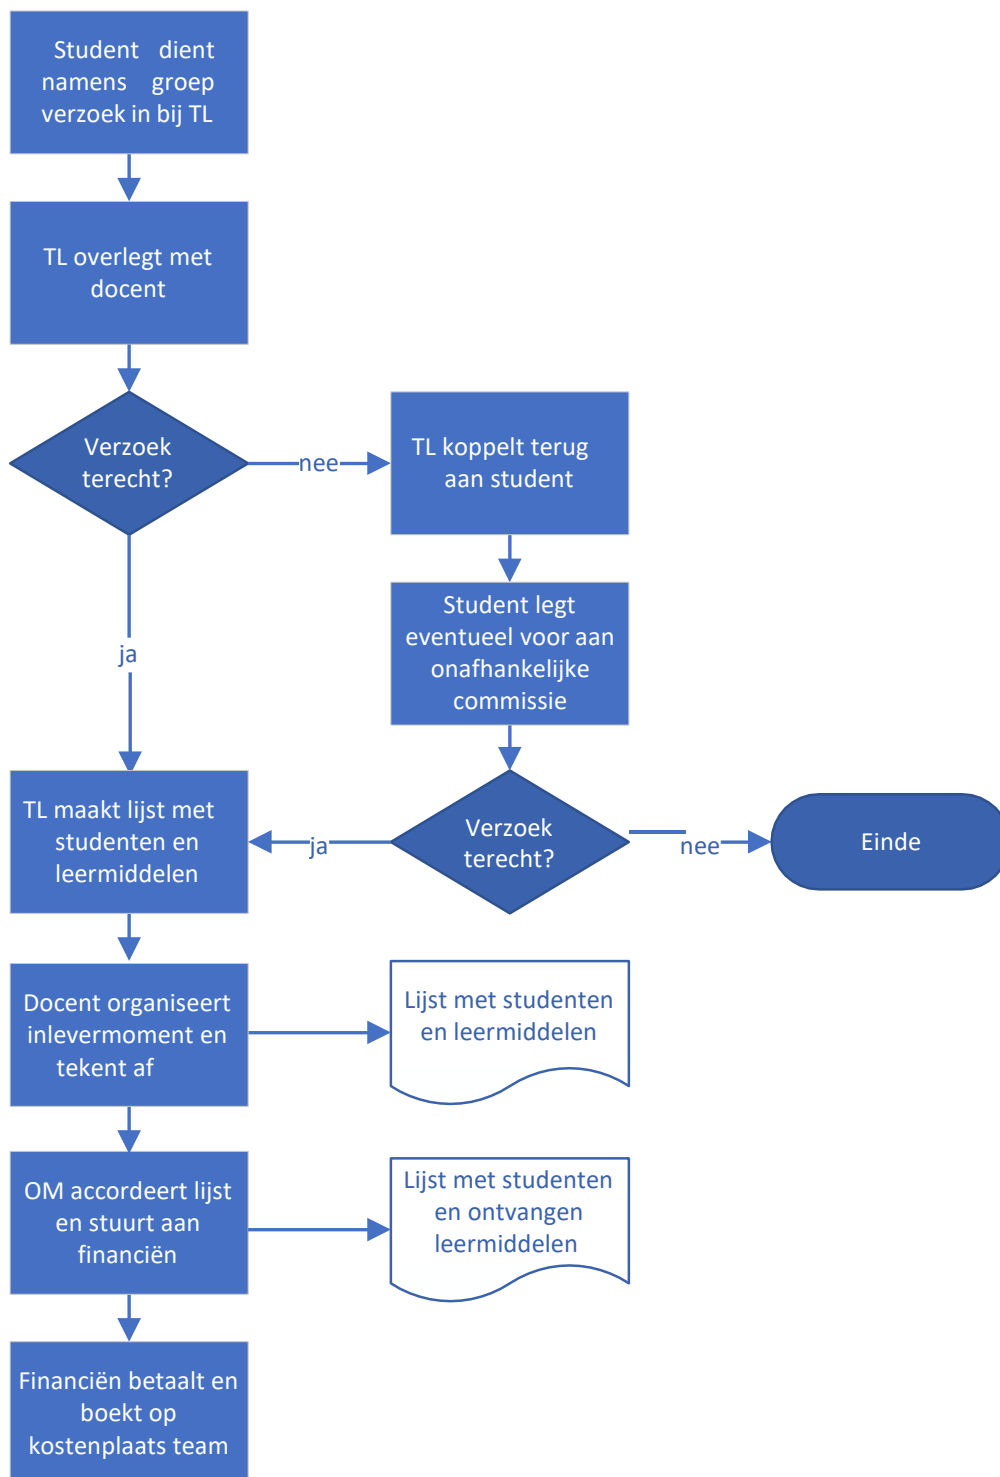 Student dient
namens groep
verzoek in bij TL
TL overlegt met
docent
Verzoek
terecht?
nee
TL koppelt terug
aan student
Student legt
eventueel voor aan
onafhankelijke
commissie
ja
TL maakt lijst met
studenten en
leermiddelen
ja
Verzoek
terecht?
nee
Einde
Docent organiseert
inlevermoment en
tekent af
Lijst met studenten
en leermiddelen
OM accordeert lijst
en stuurt aan
financiën
Lijst met studenten
en ontvangen
leermiddelen
Financiën betaalt en
boekt op
kostenplaats team